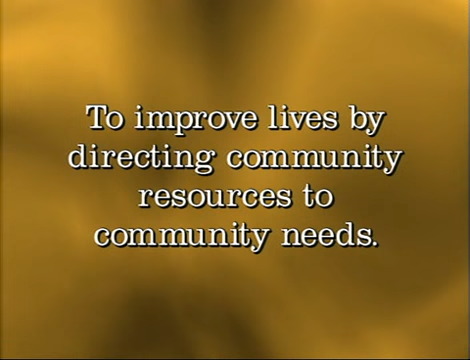 To improve lives by
directing community
resources to
community needs.